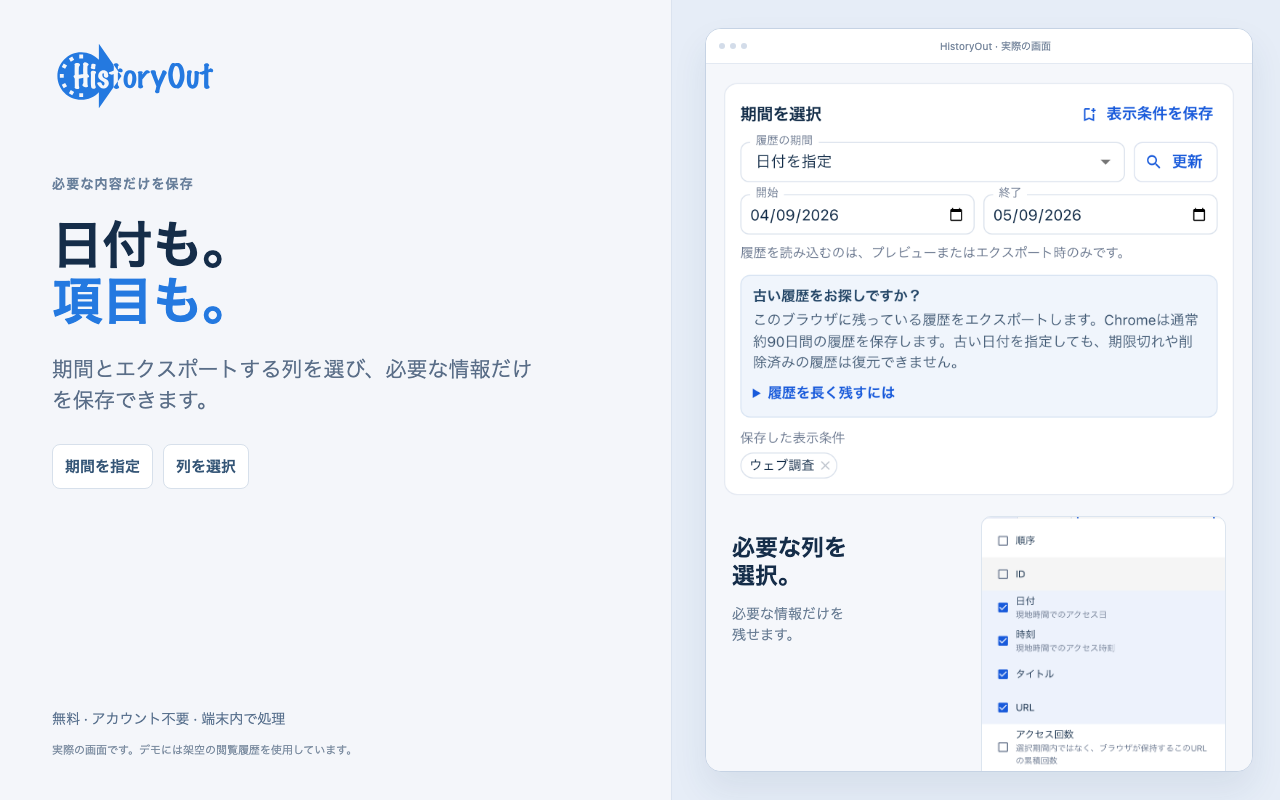 HistoryOut
必要な内容だけを保存
日付も。
項目も。
期間とエクスポートする列を選び、必要な情報だけ
を保存できます。
期間を指定
列を選択
無料 · アカウント不要 · 端末内で処理
実際の画面です。デモには架空の閲覧履歴を使用しています。
HistoryOut · 実際の画面
期間を選択
表示条件を保存
履歴の期間
日付を指定
更新
開始
04/09/2026
終了
05/09/2026
履歴を読み込むのは、プレビューまたはエクスポート時のみです。
古い履歴をお探しですか？
このブラウザに残っている履歴をエクスポートします。Chromeは通常
約90日間の履歴を保存します。古い日付を指定しても、期限切れや削
除済みの履歴は復元できません。
履歴を長く残すには
保存した表示条件
ウェブ調査
必要な列を
選択。
必要な情報だけを
残せます。
順序
ID
日付
現地時間でのアクセス日
時刻
現地時間でのアクセス時刻
タイトル
URL
アクセス回数
選択期間内ではなく、ブラウザが保持するこのURL
の累積回数